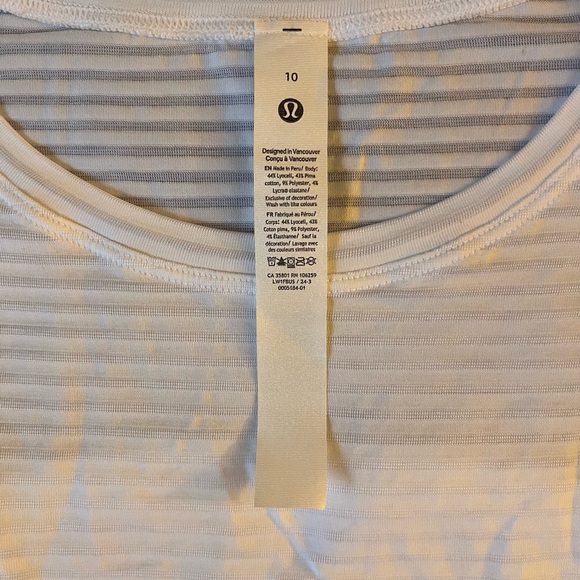 10
Designed in Vancouver
Conçu à Vancouver
EN Made in Peru/ Body:
44% Lyocell, 43% Pima
cotton, 9% Polyester, 4%
Lycra® elastane/
Exclusive of decoration/
Wash with like colours
FR Fabriqué au Pérou/
Corps: 44% Lyocell, 43%
Coton pima, 9% Polyester,
4% Élasthanne/ Sauf la
décoration/ Lavage avec
des couleurs similaires
CA 35801 RN 106259
LW1FBUS / 24-3
0005184-01